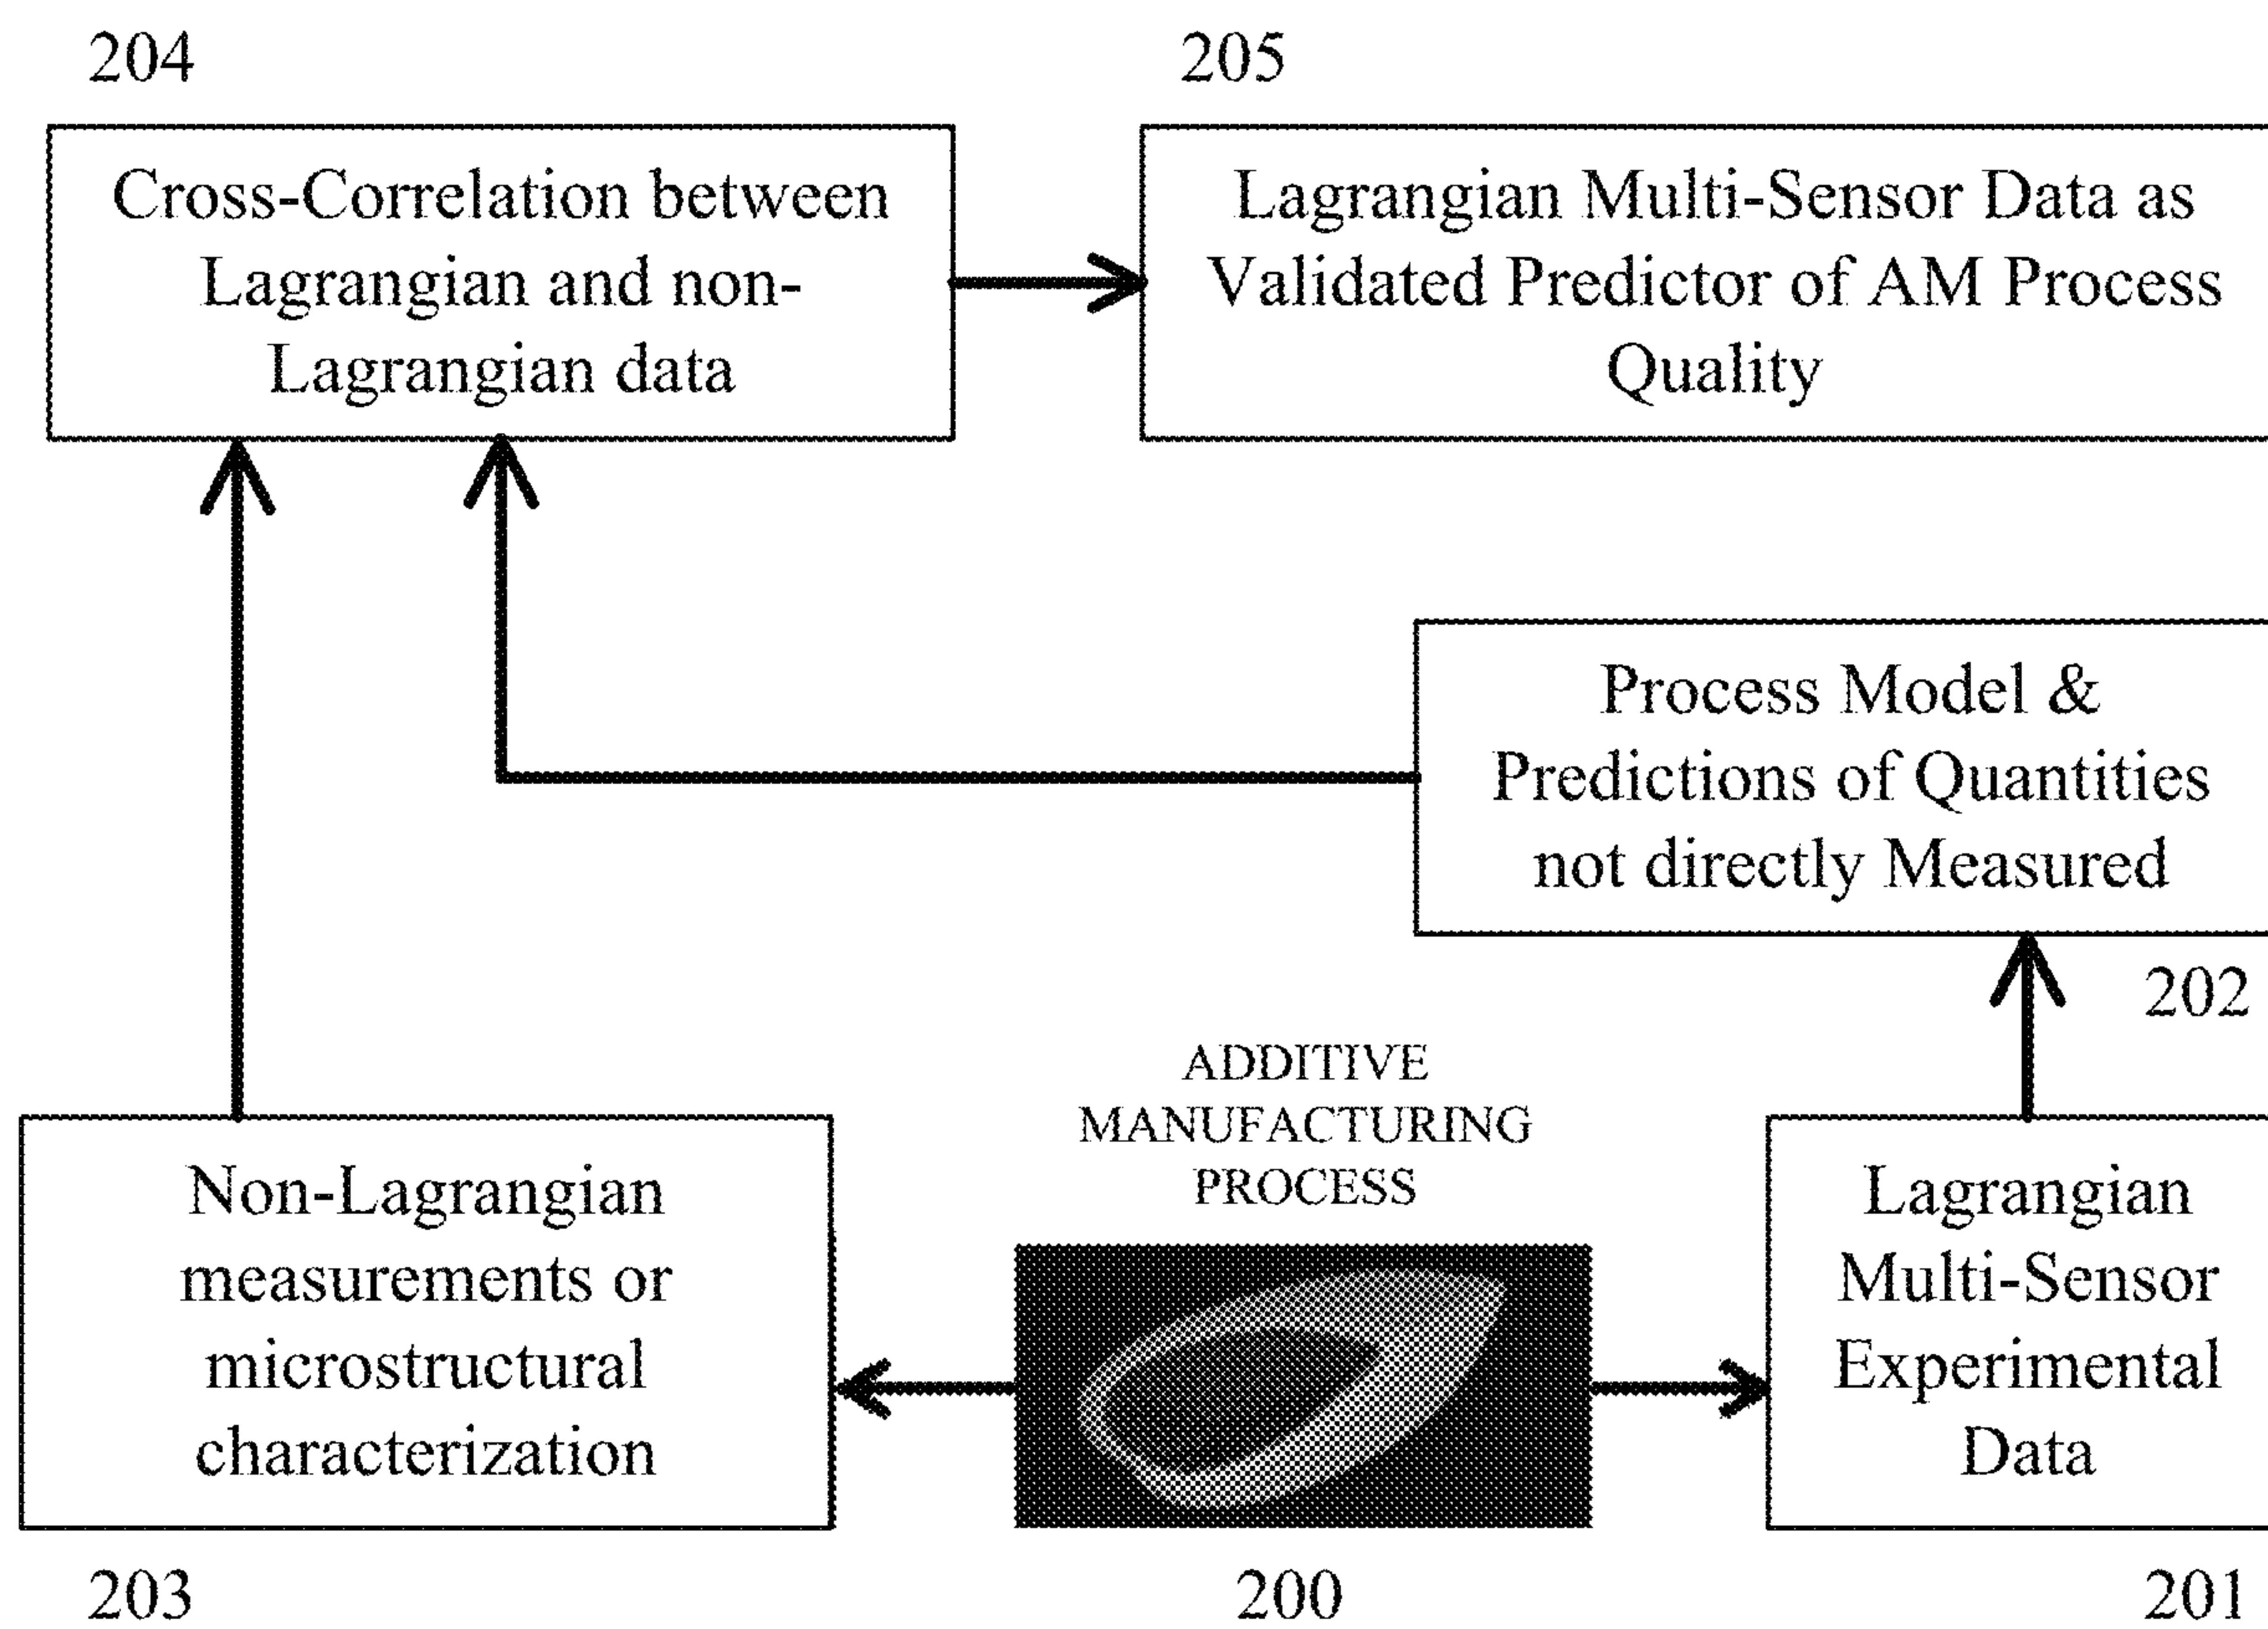 204
205
Cross-Correlation between
Lagrangian and non-
Lagrangian data
Lagrangian Multi-Sensor Data as
Validated Predictor of AM Process
Quality
Process Model &
Predictions of Quantities
not directly Measured
202
ADDITIVE
MANUFACTURING
PROCESS
Non-Lagrangian
measurements or
microstructural
characterization
Lagrangian
Multi-Sensor
Experimental
Data
203
200
201